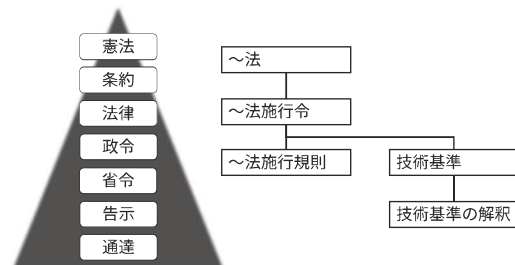 憲法
条約
法律
政令
省令
告示
通達
～法
～法施行令
～法施行規則
技術基準
技術基準の解釈